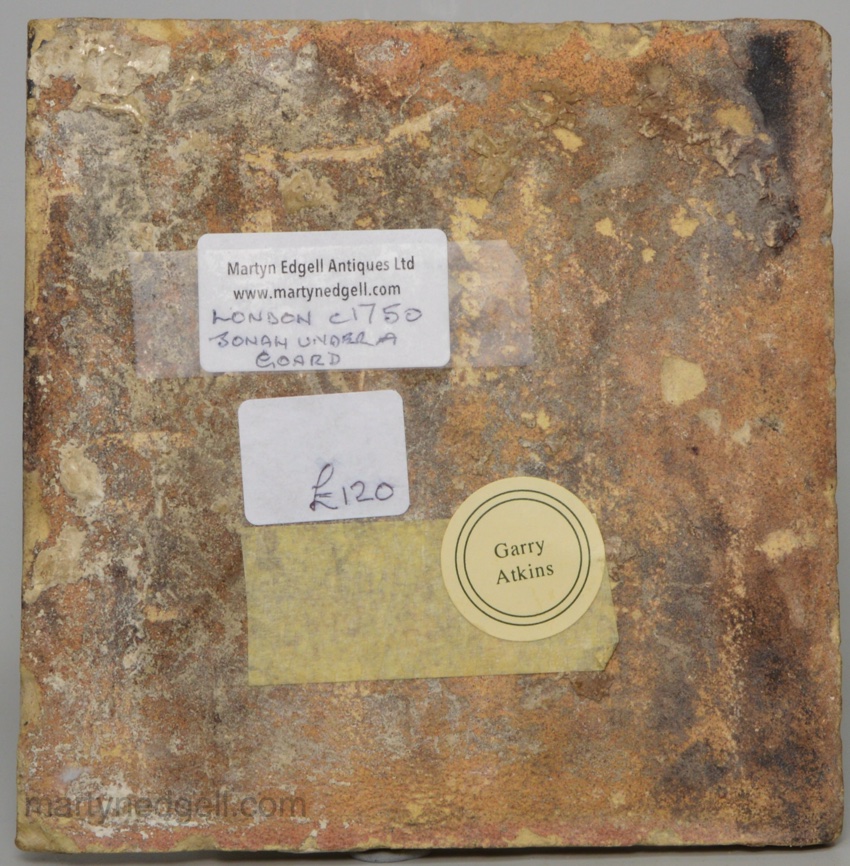 Martyn Edgell Antiques Ltd
www.martynedgell.com
LONDON c1750
JONAH UNDER A
GOARD
£120
Garry
Atkins
martynedgell.com